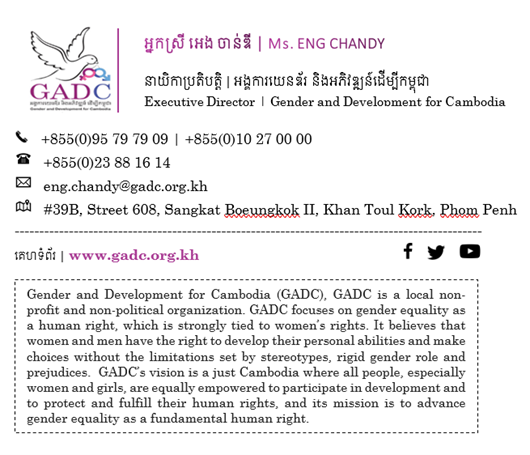 អ្នកស្រី អេង ចាន់ឌី | Ms. ENG CHANDY
GADC
អង្គការយេនឌ័រ និងអភិវឌ្ឍន៍ ដើម្បីកម្ពុជា
Gender and Development for Cambodia
នាយិកាប្រតិបត្តិ | អង្គការយេនឌ័រ និងអភិវឌ្ឍន៍ដើម្បីកម្ពុជា
Executive Director | Gender and Development for Cambodia
+855(0)95 79 79 09 | +855(0)10 27 00 00
+855(0)23 88 16 14
eng.chandy@gadc.org.kh
#39B, Street 608, Sangkat Boeungkok II, Khan Toul Kork, Phom Penh
គេហទំព័រ | www.gadc.org.kh
Gender and Development for Cambodia (GADC), GADC is a local non-
profit and non-political organization. GADC focuses on gender equality as
a human right, which is strongly tied to women's rights. It believes that
women and men have the right to develop their personal abilities and make
choices without the limitations set by stereotypes, rigid gender role and
prejudices. GADC's vision is a just Cambodia where all people, especially
women and girls, are equally empowered to participate in development and
to protect and fulfill their human rights, and its mission is to advance
gender equality as a fundamental human right.